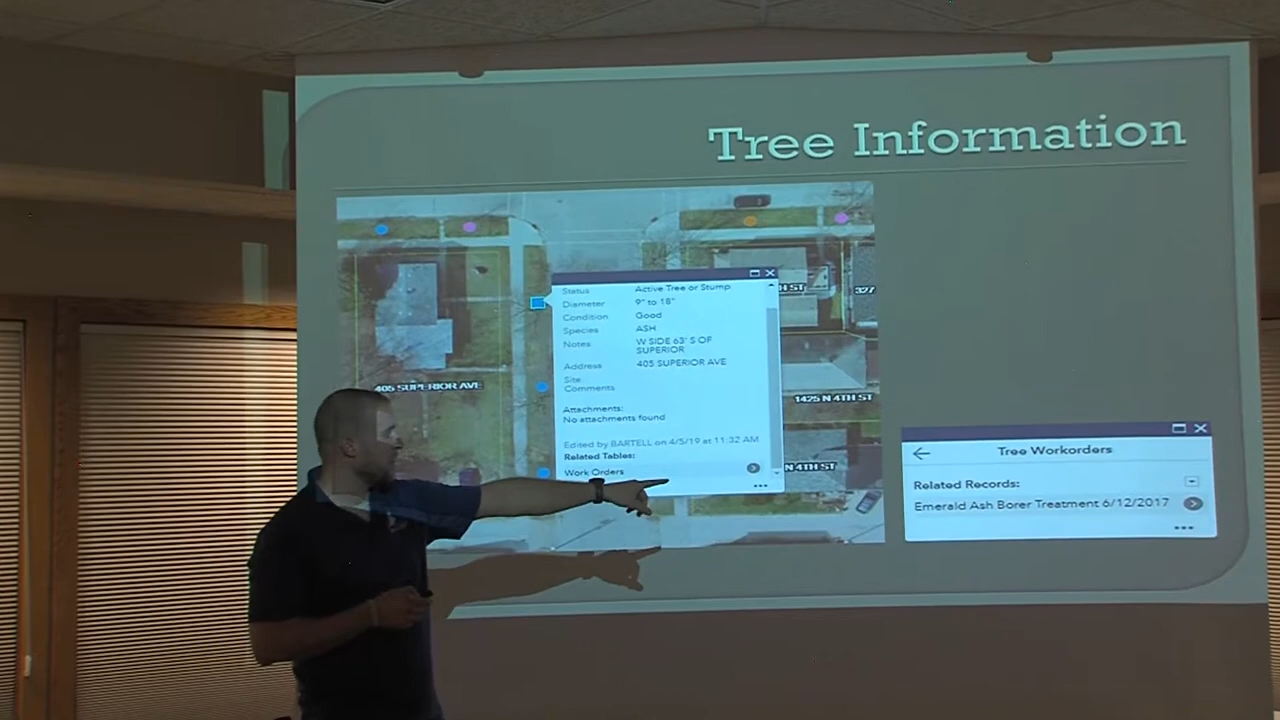 Tree Information
ST
327
Status Active Tree or Stump
Diameter 9" to 18"
Condition Good
Species ASH
Notes W SIDE 63' S OF
SUPERIOR
Address 405 SUPERIOR AVE
Site
Comments
Attachments:
No attachments found
Edited by BARTELL on 4/5/19 at 11:32 AM
Related Tables:
Work Orders
405 SUPERIOR AVE
1425 N 4TH ST
N 4TH ST
Tree Workorders
Related Records:
Emerald Ash Borer Treatment 6/12/2017